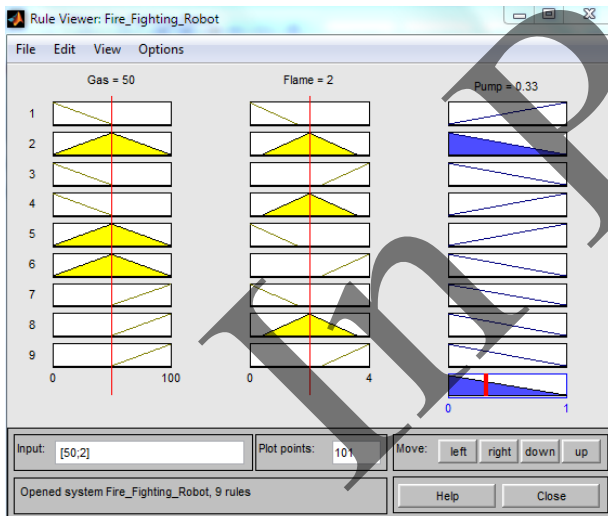 Rule Viewer: Fire_Fighting_Robot
File Edit View Options
Gas = 50 Flame = 2 Pump = 0.33
1
2
3
4
5
6
7
8
9
0 100 0 4
0 1
Input: [50;2] Plot points: 101 Move: left right down up
Opened system Fire_Fighting_Robot, 9 rules Help Close
In P